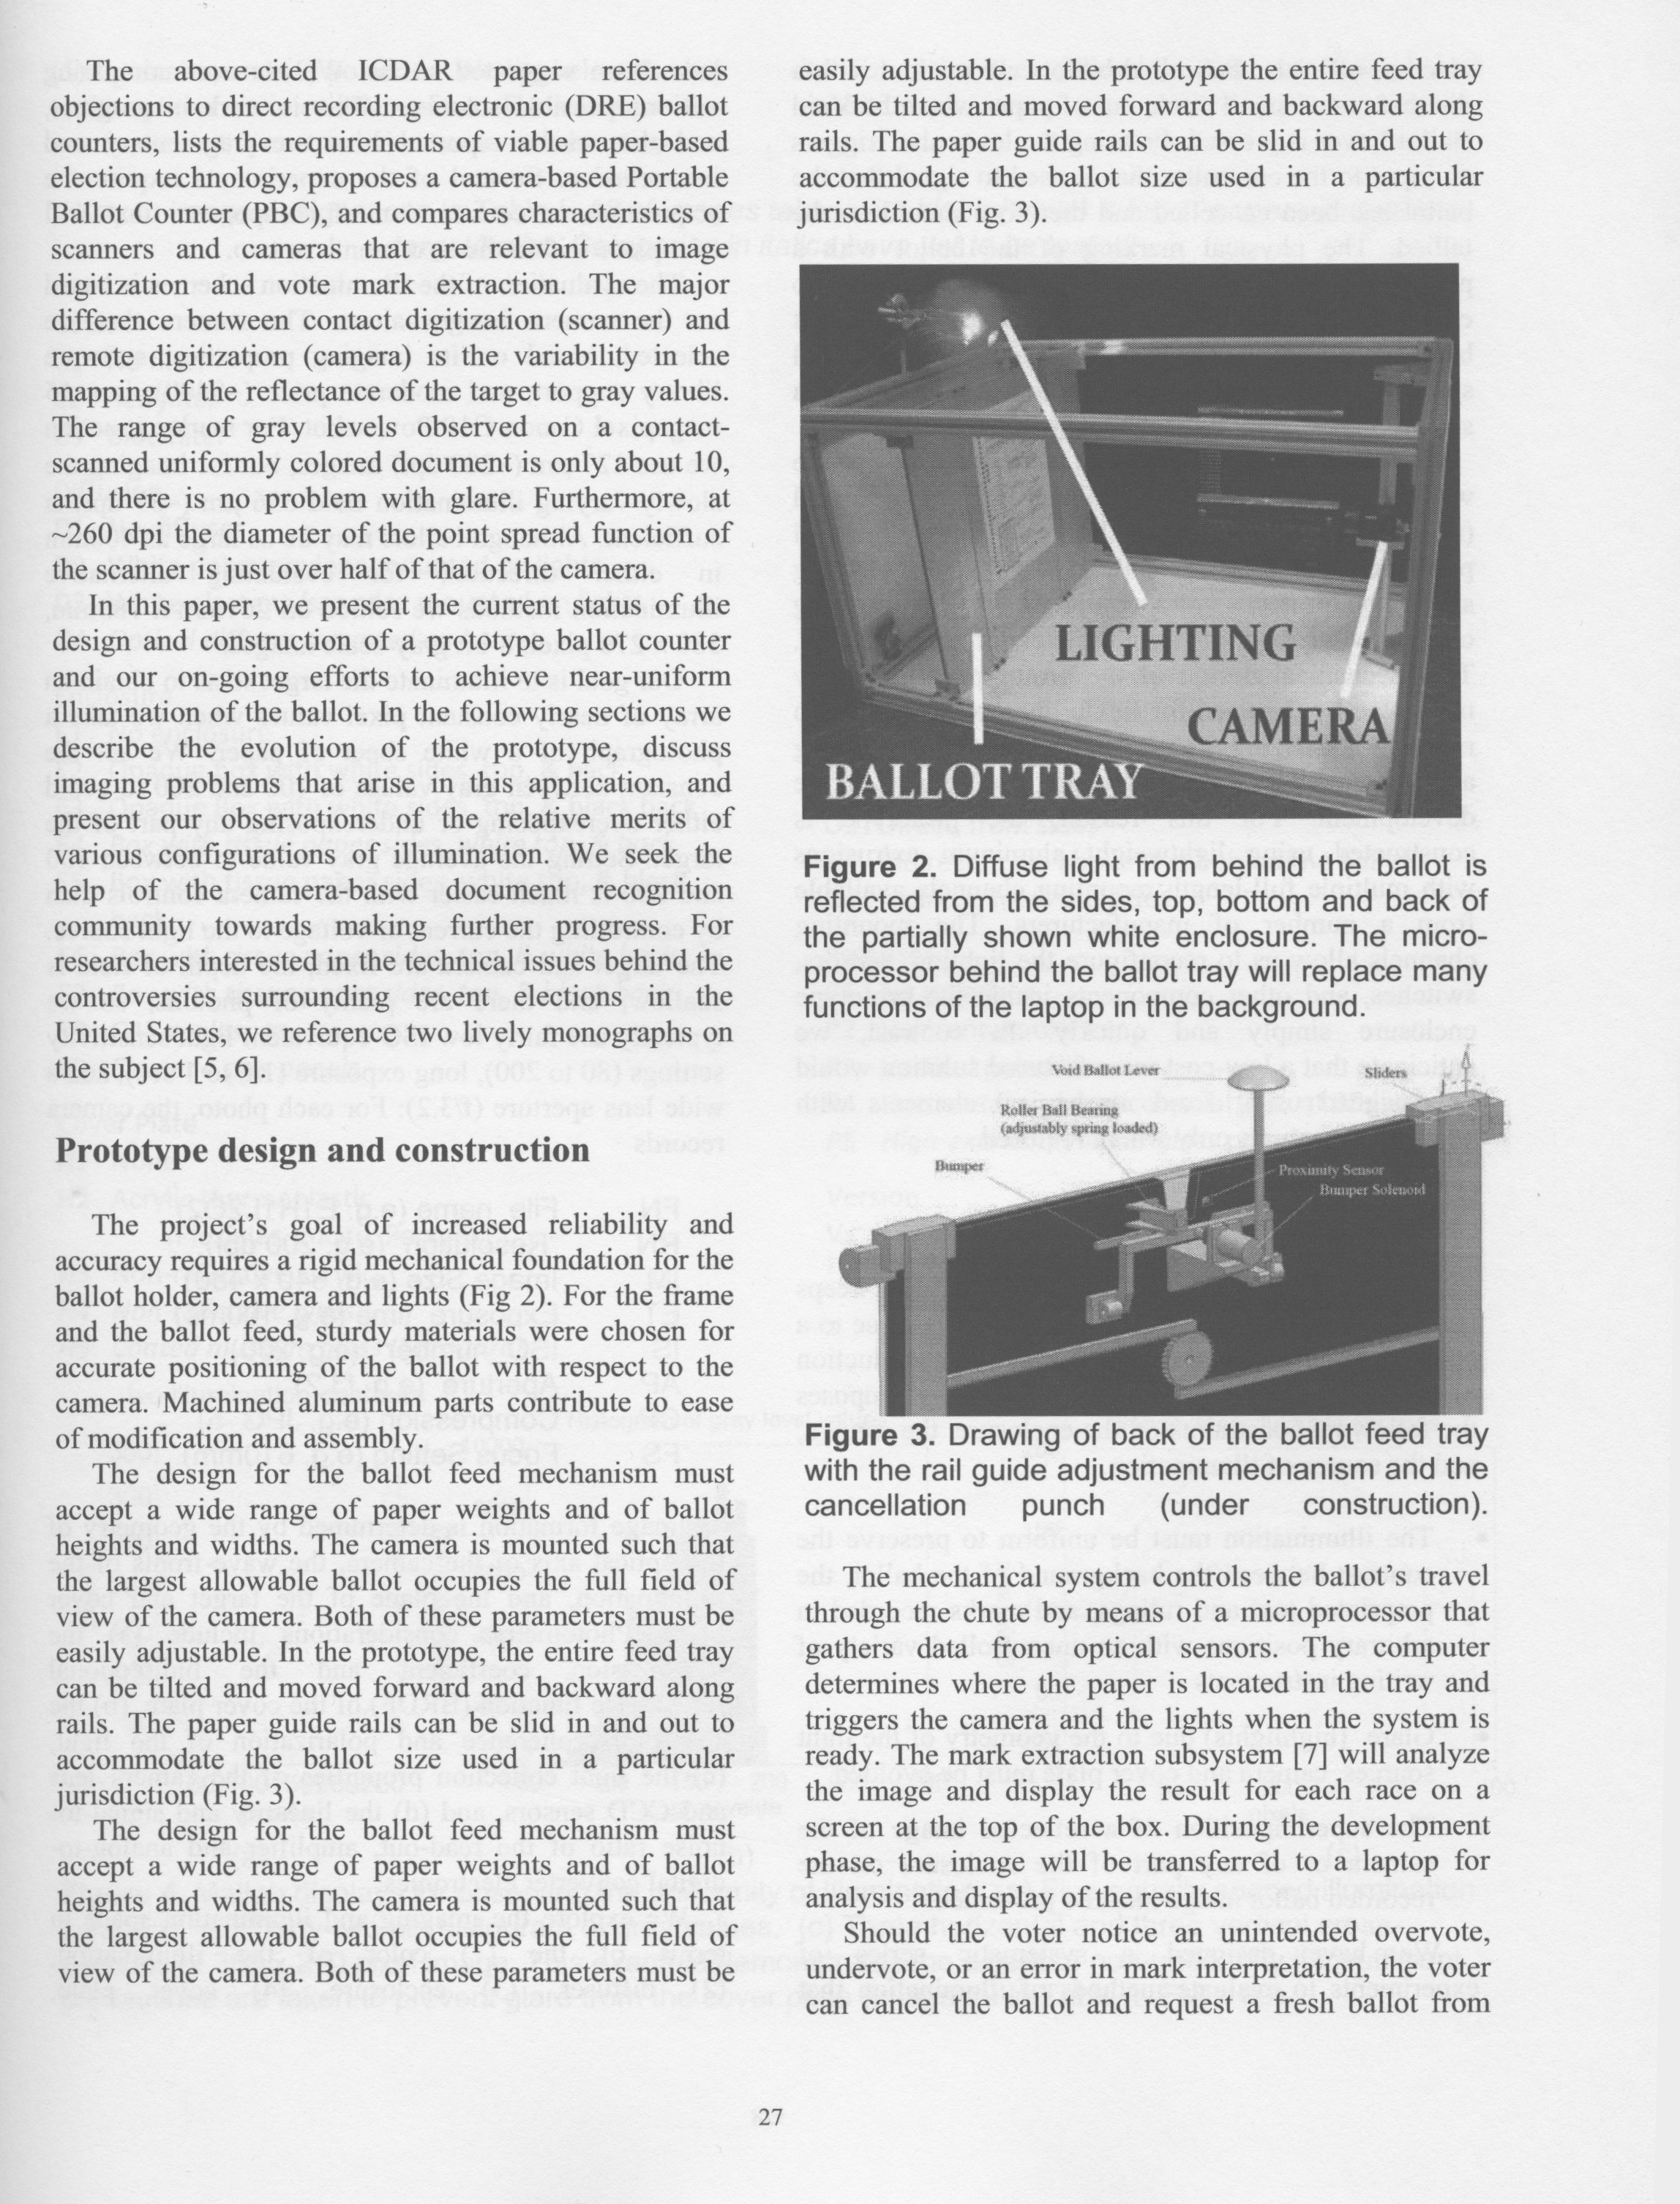 The above-cited ICDAR paper references
objections to direct recording electronic (DRE) ballot
counters, lists the requirements of viable paper-based
election technology, proposes a camera-based Portable
Ballot Counter (PBC), and compares characteristics of
scanners and cameras that are relevant to image
digitization and vote mark extraction. The major
difference between contact digitization (scanner) and
remote digitization (camera) is the variability in the
mapping of the reflectance of the target to gray values.
The range of gray levels observed on a contact-
scanned uniformly colored document is only about 10,
and there is no problem with glare. Furthermore, at
~260 dpi the diameter of the point spread function of
the scanner is just over half of that of the camera.
In this paper, we present the current status of the
design and construction of a prototype ballot counter
and our on-going efforts to achieve near-uniform
illumination of the ballot. In the following sections we
describe the evolution of the prototype, discuss
imaging problems that arise in this application, and
present our observations of the relative merits of
various configurations of illumination. We seek the
help of the camera-based document recognition
community towards making further progress. For
researchers interested in the technical issues behind the
controversies surrounding recent elections in the
United States, we reference two lively monographs on
the subject [5, 6].
Prototype design and construction
The project's goal of increased reliability and
accuracy requires a rigid mechanical foundation for the
ballot holder, camera and lights (Fig 2). For the frame
and the ballot feed, sturdy materials were chosen for
accurate positioning of the ballot with respect to the
camera. Machined aluminum parts contribute to ease
of modification and assembly.
The design for the ballot feed mechanism must
accept a wide range of paper weights and of ballot
heights and widths. The camera is mounted such that
the largest allowable ballot occupies the full field of
view of the camera. Both of these parameters must be
easily adjustable. In the prototype, the entire feed tray
can be tilted and moved forward and backward along
rails. The paper guide rails can be slid in and out to
accommodate the ballot size used in a particular
jurisdiction (Fig. 3).
The design for the ballot feed mechanism must
accept a wide range of paper weights and of ballot
heights and widths. The camera is mounted such that
the largest allowable ballot occupies the full field of
view of the camera. Both of these parameters must be
easily adjustable. In the prototype the entire feed tray
can be tilted and moved forward and backward along
rails. The paper guide rails can be slid in and out to
accommodate the ballot size used in a particular
jurisdiction (Fig. 3).
LIGHTING
CAMERA
BALLOT TRAY
Figure 2. Diffuse light from behind the ballot is
reflected from the sides, top, bottom and back of
the partially shown white enclosure. The micro-
processor behind the ballot tray will replace many
functions of the laptop in the background.
Void Ballot Lever
Sliders
Roller Ball Bearing
(adjustably spring loaded)
Bumper
Proximity Sensor
Bumper Solenoid
Figure 3. Drawing of back of the ballot feed tray
with the rail guide adjustment mechanism and the
cancellation punch (under construction).
The mechanical system controls the ballot's travel
through the chute by means of a microprocessor that
gathers data from optical sensors. The computer
determines where the paper is located in the tray and
triggers the camera and the lights when the system is
ready. The mark extraction subsystem [7] will analyze
the image and display the result for each race on a
screen at the top of the box. During the development
phase, the image will be transferred to a laptop for
analysis and display of the results.
Should the voter notice an unintended overvote,
undervote, or an error in mark interpretation, the voter
can cancel the ballot and request a fresh ballot from
27